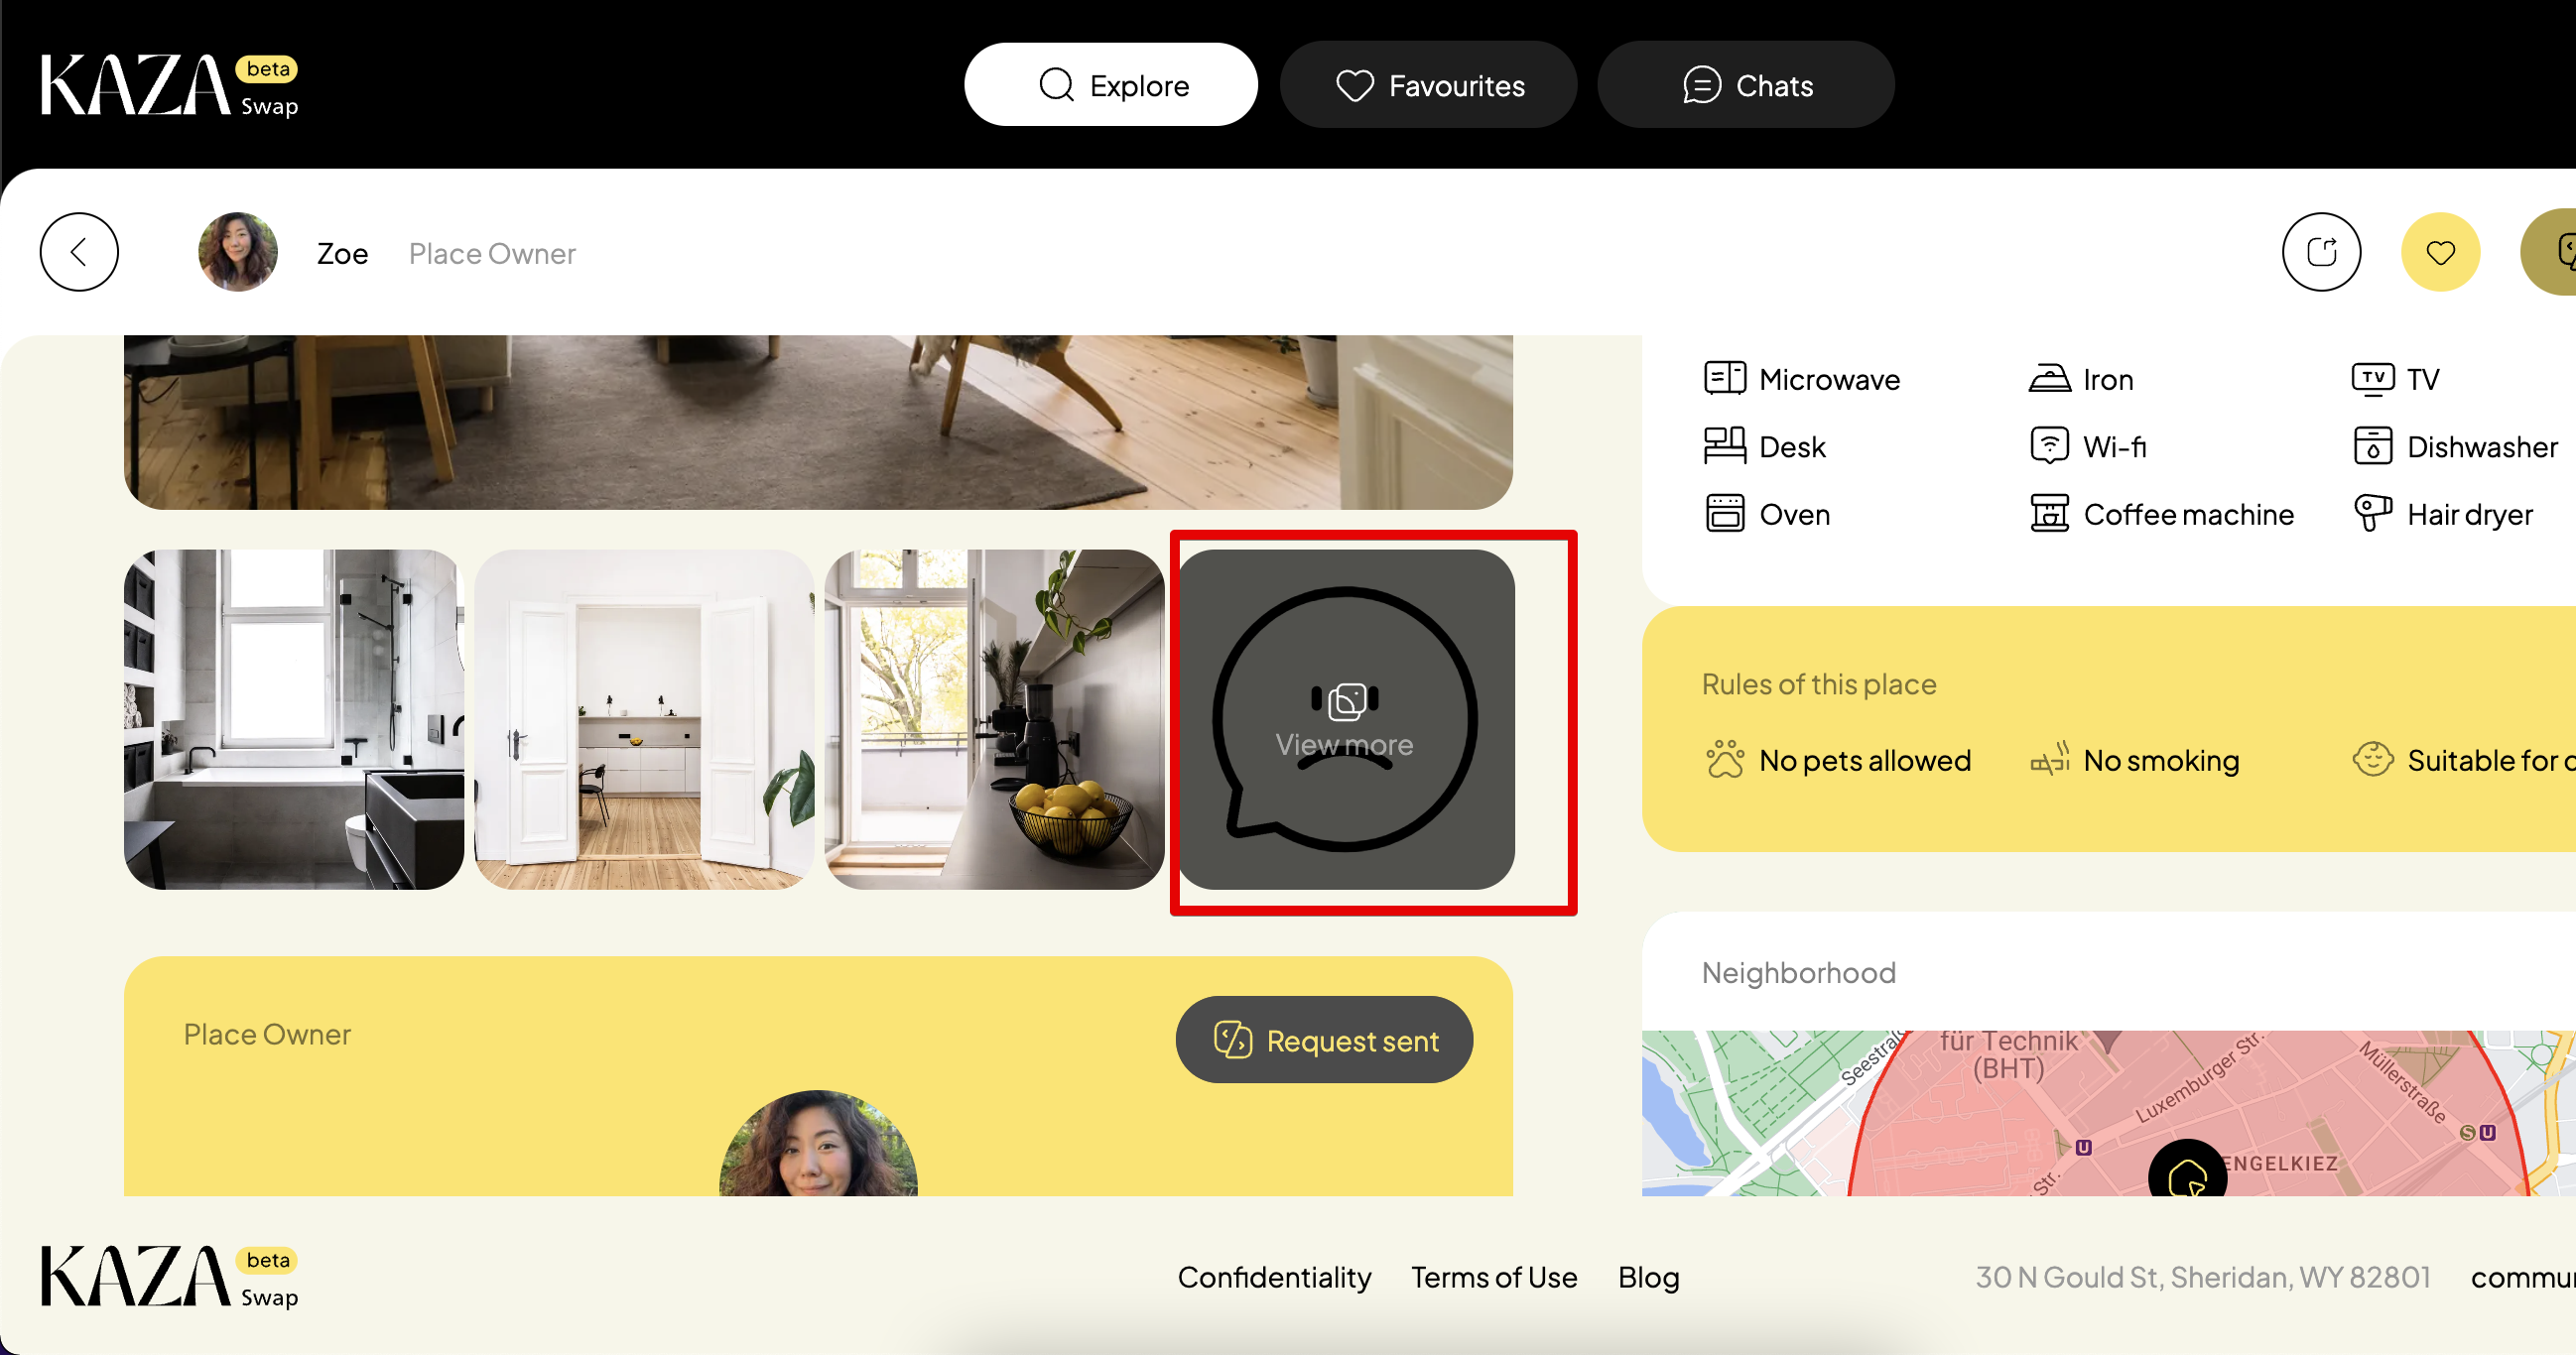 KAZA beta Swap
Explore
Favourites
Chats
Zoe Place Owner
Microwave
Iron
TV TV
Desk
Wi-fi
Dishwasher
Oven
Coffee machine
Hair dryer
View more
Rules of this place
No pets allowed
No smoking
Suitable for
Place Owner
Request sent
Neighborhood
für Technik
(BHT)
Seestraß
Luxemburger Str.
Müllerstraße
U
S U
ENGELKIEZ
Str.
KAZA beta Swap
Confidentiality
Terms of Use
Blog
30 N Gould St, Sheridan, WY 82801
commu